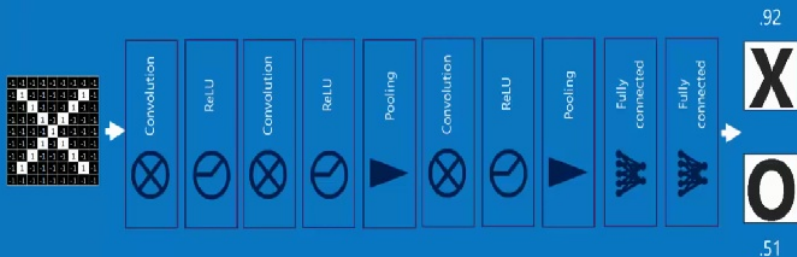 Convolution
ReLU
Convolution
ReLU
Pooling
Convolution
ReLU
Pooling
Fully
connected
Fully
connected
.92
X
O
.51